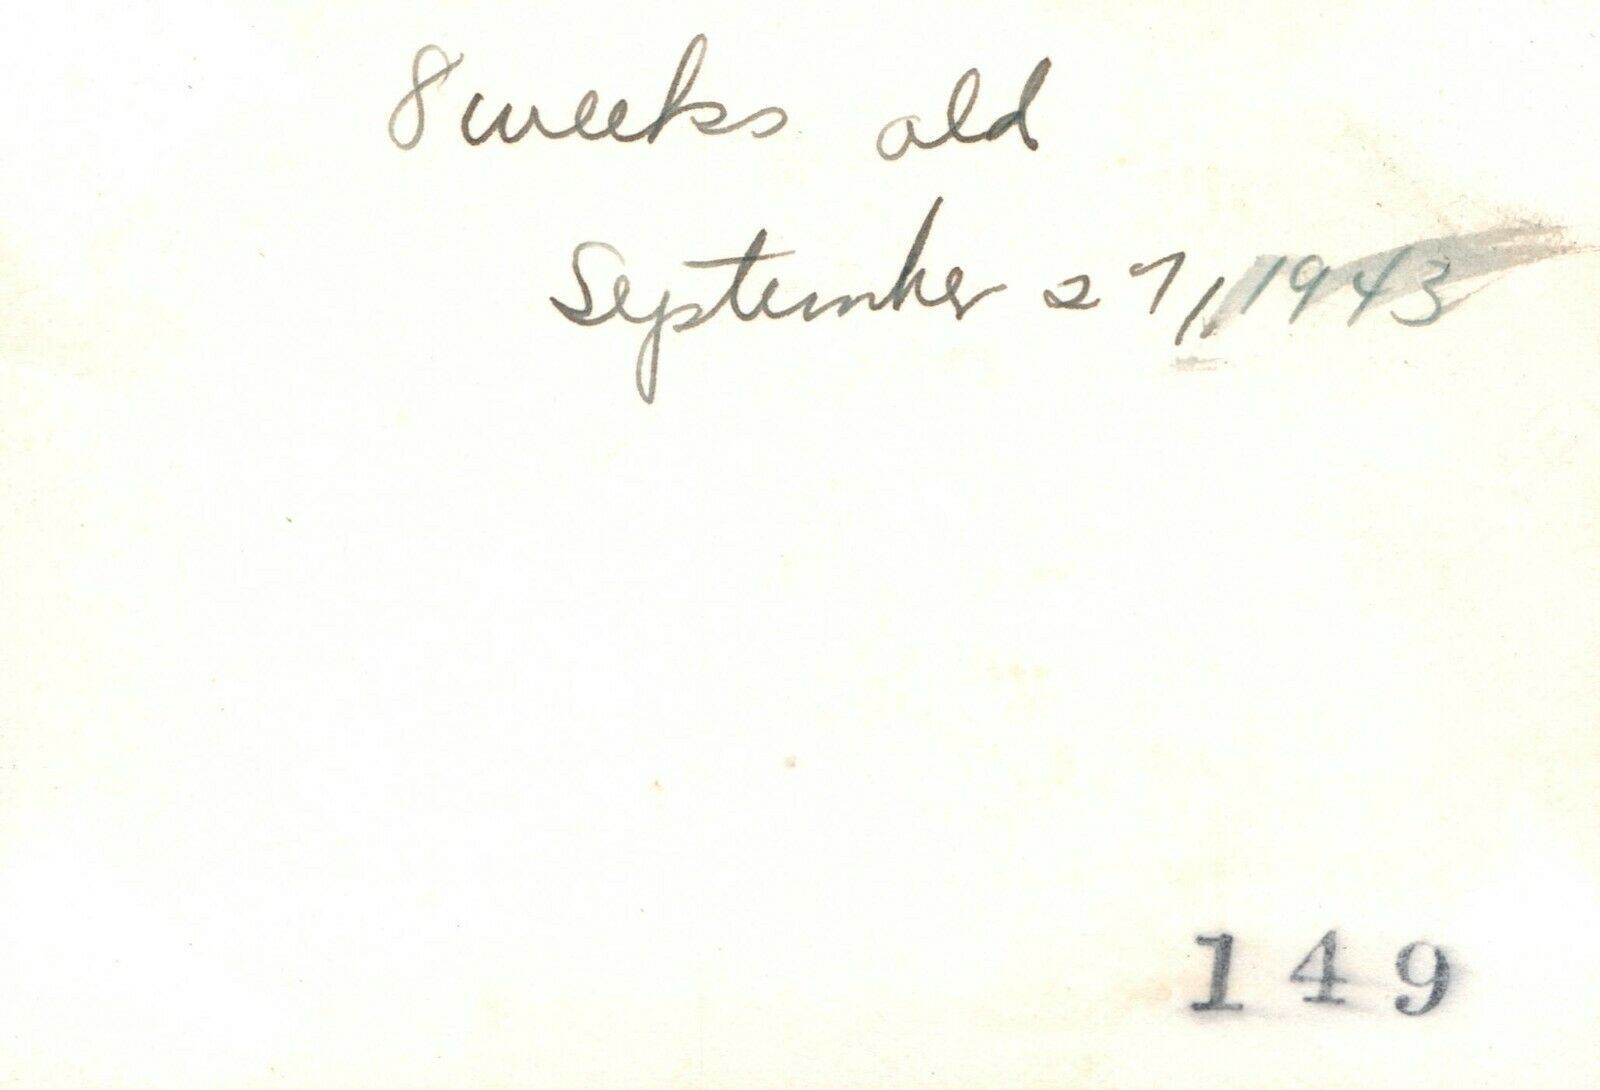 8 weeks old
September 27, 1943
149